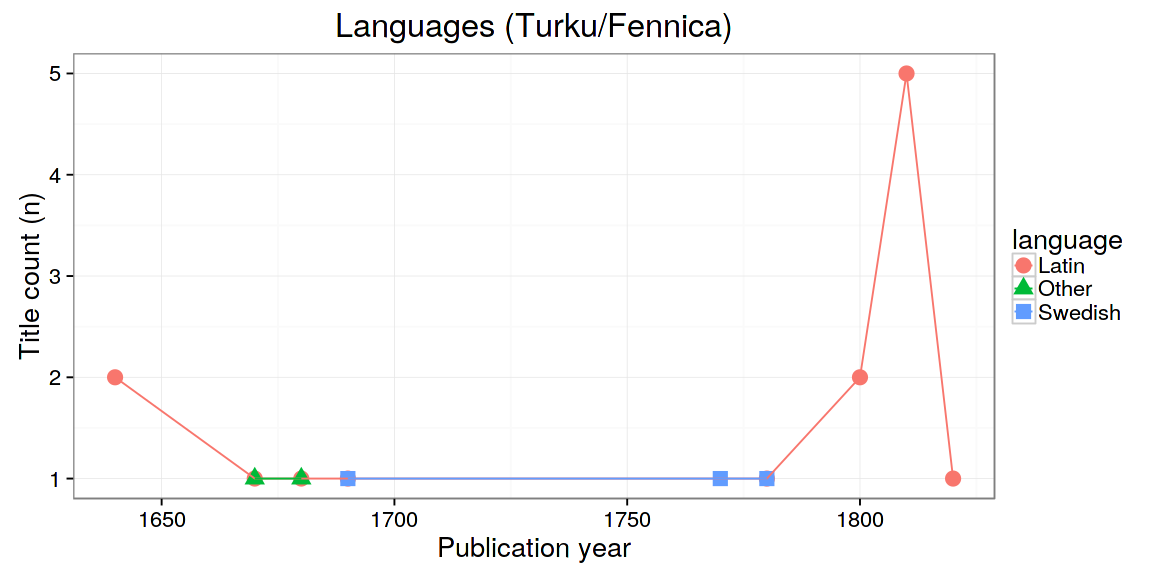 Languages (Turku/Fennica)
5
4
3
2
1
Title count (n)
1650 1700 1750 1800
Publication year
language
Latin
Other
Swedish